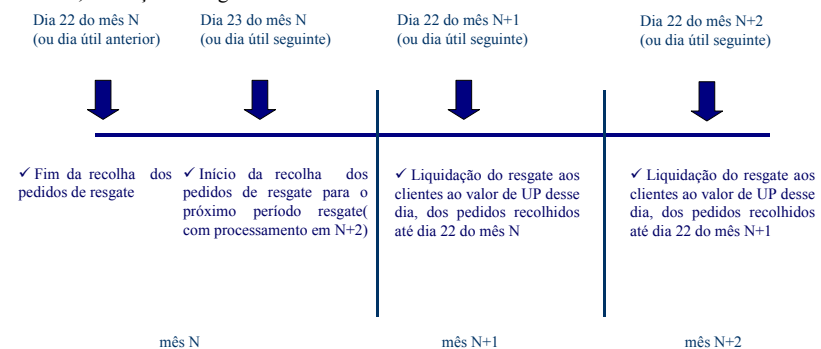 Dia 22 do mês N
(ou dia útil anterior)
Dia 23 do mês N
(ou dia útil seguinte)
Dia 22 do mês N+1
(ou dia útil seguinte)
Dia 22 do mês N+2
(ou dia útil seguinte)
✓ Fim da recolha dos
pedidos de resgate
✓ Início da recolha dos
pedidos de resgate para o
próximo período resgate(
com processamento em N+2)
✓ Liquidação do resgate aos
clientes ao valor de UP desse
dia, dos pedidos recolhidos
até dia 22 do mês N
✓ Liquidação do resgate aos
clientes ao valor de UP desse
dia, dos pedidos recolhidos
até dia 22 do mês N+1
mês N
mês N+1
mês N+2